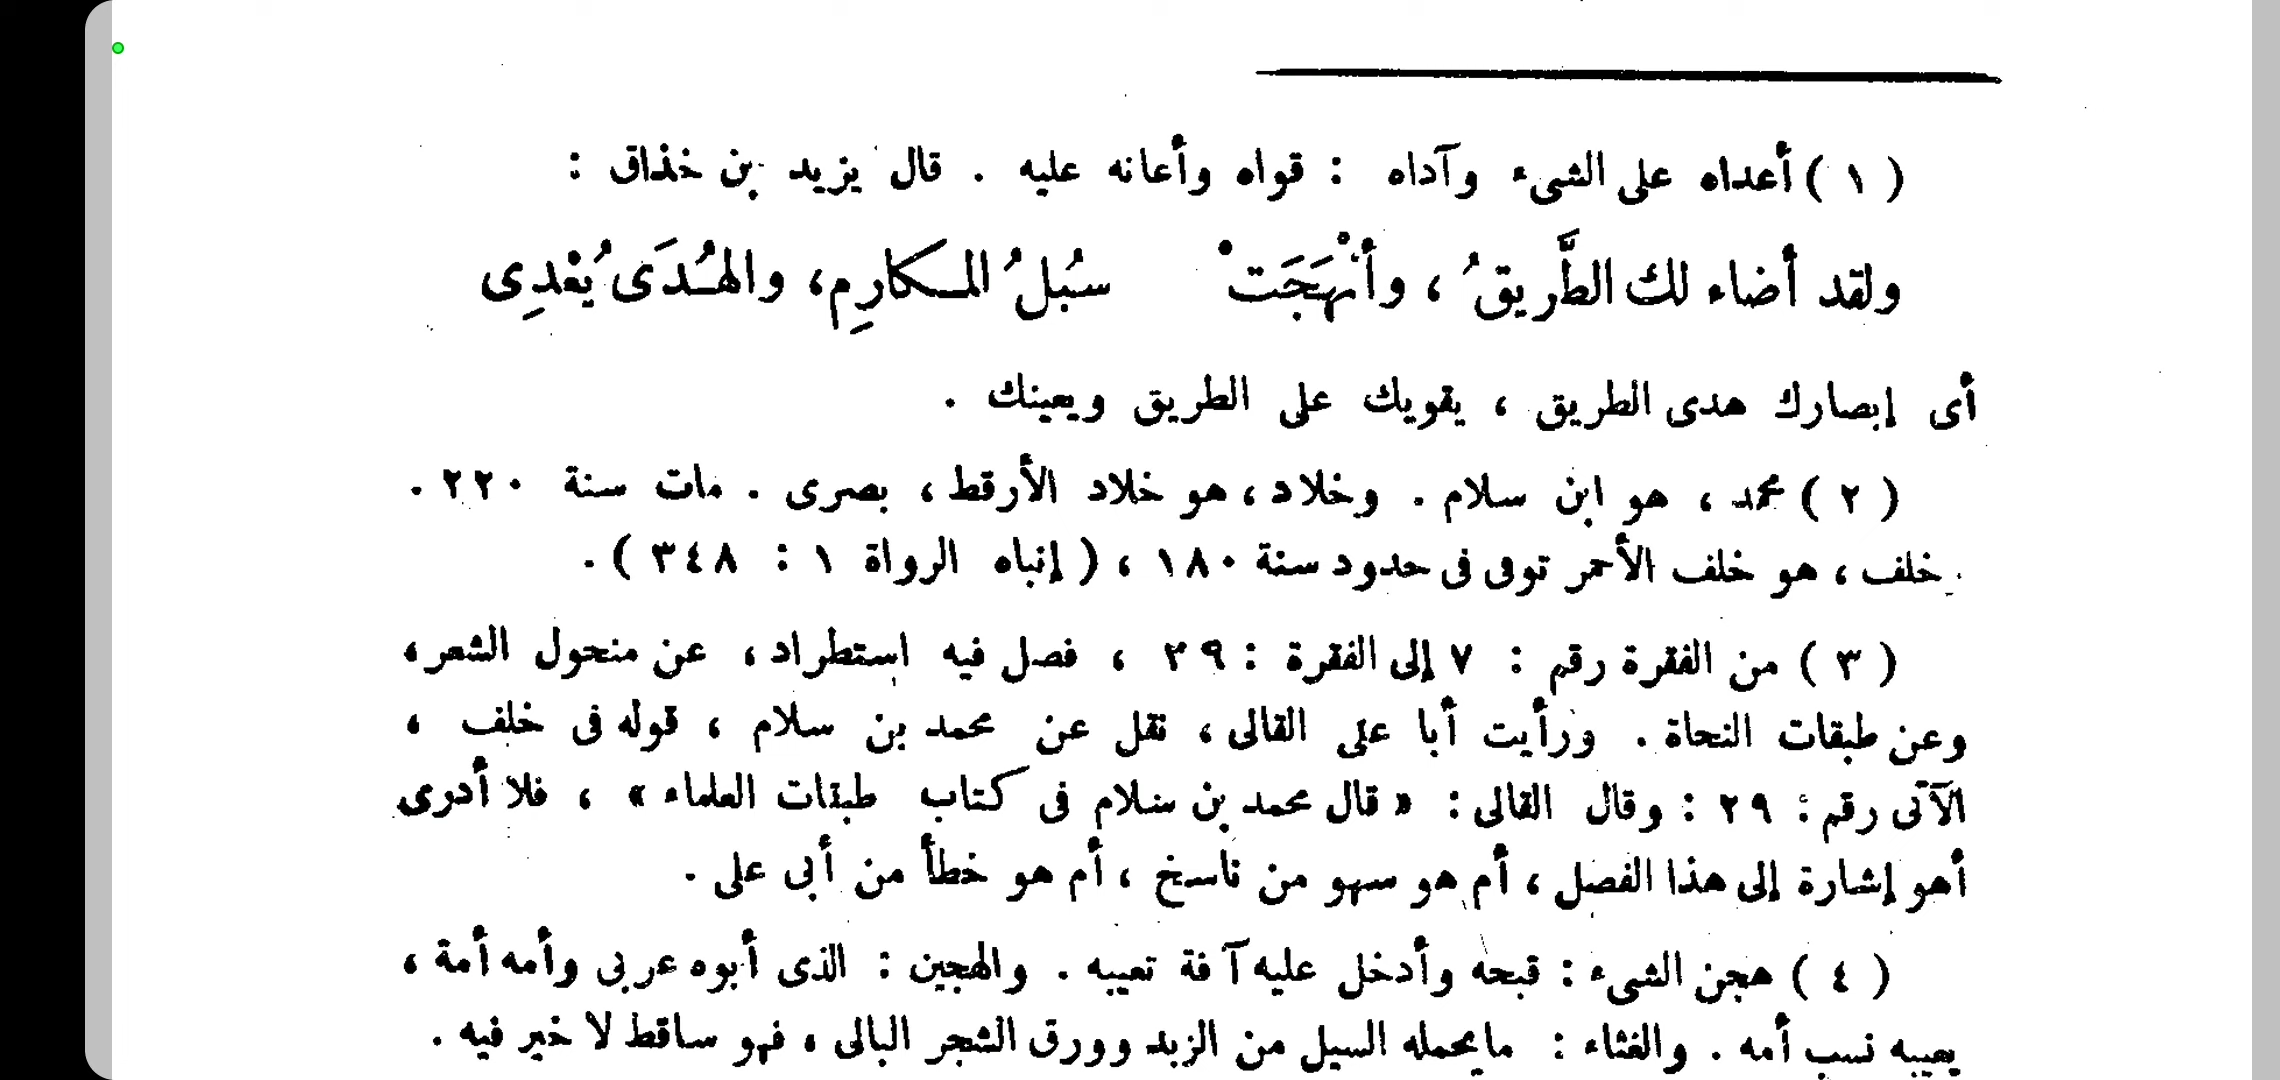 ( ١ ) أعداه على الشىء وآداه : قواه وأعانه عليه . قال يزيد بن خذاق :
ولقد أضاء لك الطَّريقُ ، وأنْهَجَتْ سُبلُ المـكارِمِ، والهُـدَى يُعْدِى
أى إبصارك هدى الطريق ، يقويك على الطريق ويعينك .
( ٢ ) محمد ، هو ابن سلام . وخلاد ، هو خلاد الأرقط ، بصرى . مات سنة ٢٢٠ .
خلف ، هو خلف الأحمر توفى فى حدود سنة ١٨٠ ، ( إنباه الرواة ١ : ٣٤٨ ) .
( ٣ ) من الفقرة رقم : ٧ إلى الفقرة : ٢٩ ، فصل فيه استطراد ، عن منحول الشعر ،
وعن طبقات النحاة . ورأيت أبا على القالى ، نقل عن محمد بن سلام ، قوله فى خلف ،
الآتى رقم : ٢٩ : وقال القالى : « قال محمد بن سلام فى كتاب طبقات العلماء » ، فلا أدرى
أهو إشارة إلى هذا الفصل ، أم هو سهو من ناسخ ، أم هو خطأ من أبى على .
( ٤ ) هجن الشىء : قبحه وأدخل عليه آفة تعيبه . والهجين : الذى أبوه عربى وأمه أمة ،
يعيبه نسب أمه . والغثاء : ما يحمله السيل من الزبد وورق الشجر البالى ، فهو ساقط لا خير فيه .